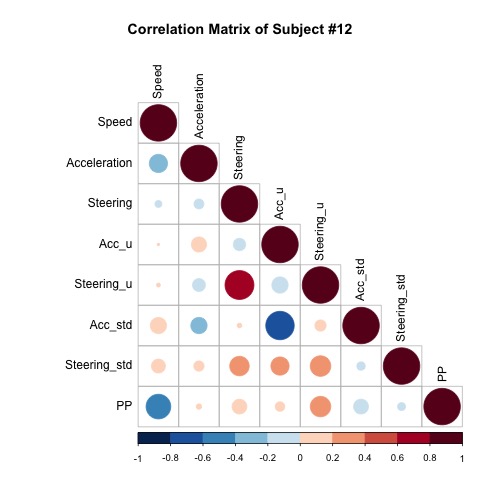 Correlation Matrix of Subject #12
Speed
Acceleration
Steering
Acc_u
Steering_u
Acc_std
Steering_std
PP
Speed
Acceleration
Steering
Acc_u
Steering_u
Acc_std
Steering_std
PP
-1 -0.8 -0.6 -0.4 -0.2 0 0.2 0.4 0.6 0.8 1